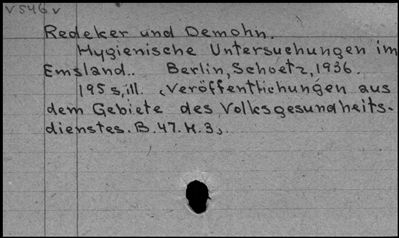 V546v
Redeker und Demohn.
Hygienische Untersuchungen im
Emsland.. Berlin, Schoetz, 1936.
195 s, ill. (Veröffentlichungen aus
dem Gebiete des Volksgesundheits-
dienstes. B. 47. H. 3).